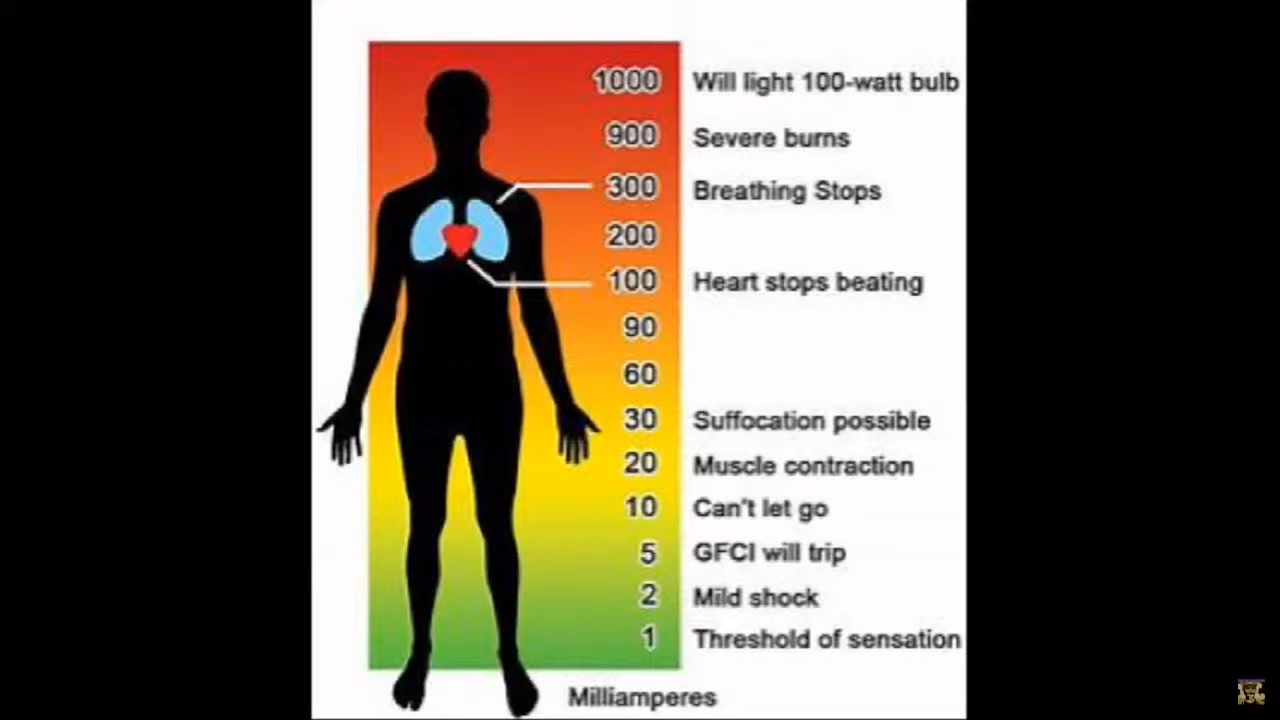 1000 Will light 100-watt bulb
900 Severe burns
300 Breathing Stops
200
100 Heart stops beating
90
60
30 Suffocation possible
20 Muscle contraction
10 Can't let go
5 GFCI will trip
2 Mild shock
1 Threshold of sensation
Milliamperes